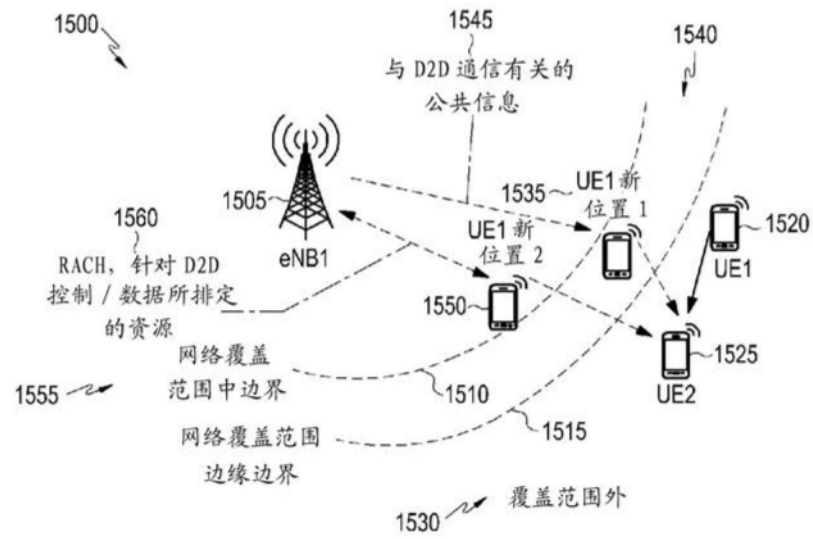 1500
1545
与 D2D 通信有关的
公共信息
1540
1505
eNB1
1535
UE1 新
位置 1
1520
UE1
1560
RACH，针对 D2D
控制 / 数据所排定
的资源
UE1 新
位置 2
1550
1525
UE2
1555
网络覆盖
范围中边界
1510
网络覆盖范围
边缘边界
1515
1530
覆盖范围外